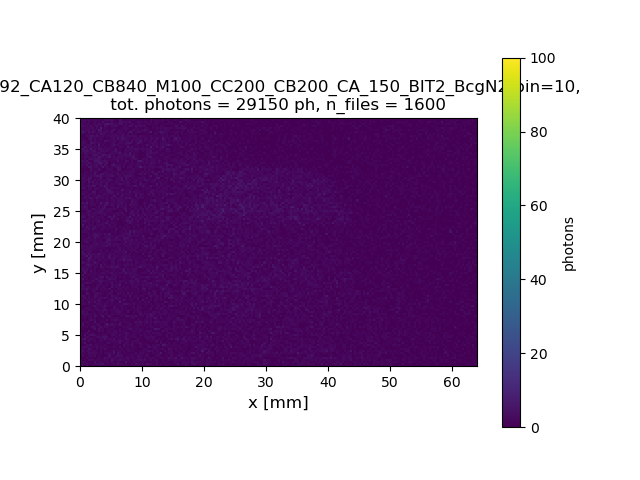 92_CA120_CB840_M100_CC200_CB200_CA_150_BIT2_BcgN2
bin=10,
tot. photons = 29150 ph, n_files = 1600
100
80
60
40
20
0
photons
40
35
30
25
20
15
10
5
0
y [mm]
0 10 20 30 40 50 60
x [mm]